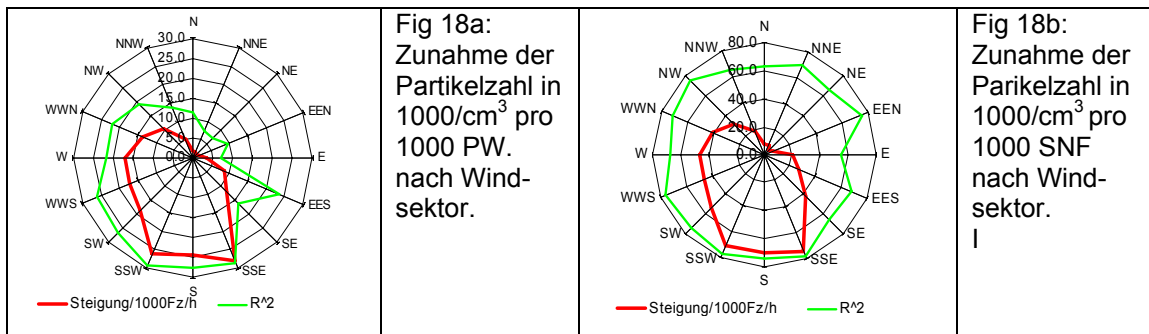 N
NNE
NE
EEN
E
EES
SE
SSE
S
SSW
SW
WWS
W
WWN
NW
NNW
30.0
25.0
20.0
15.0
10.0
5.0
0.0
Steigung/1000Fz/h
R^2
Fig 18a:
Zunahme der
Partikelzahl in
1000/cm³ pro
1000 PW.
nach Wind-
sektor.
N
NNE
NE
EEN
E
EES
SE
SSE
S
SSW
SW
WWS
W
WWN
NW
NNW
80.0
60.0
40.0
20.0
0.0
Steigung/1000Fz/h
R^2
Fig 18b:
Zunahme der
Parikelzahl in
1000/cm³ pro
1000 SNF
nach Wind-
sektor.
I